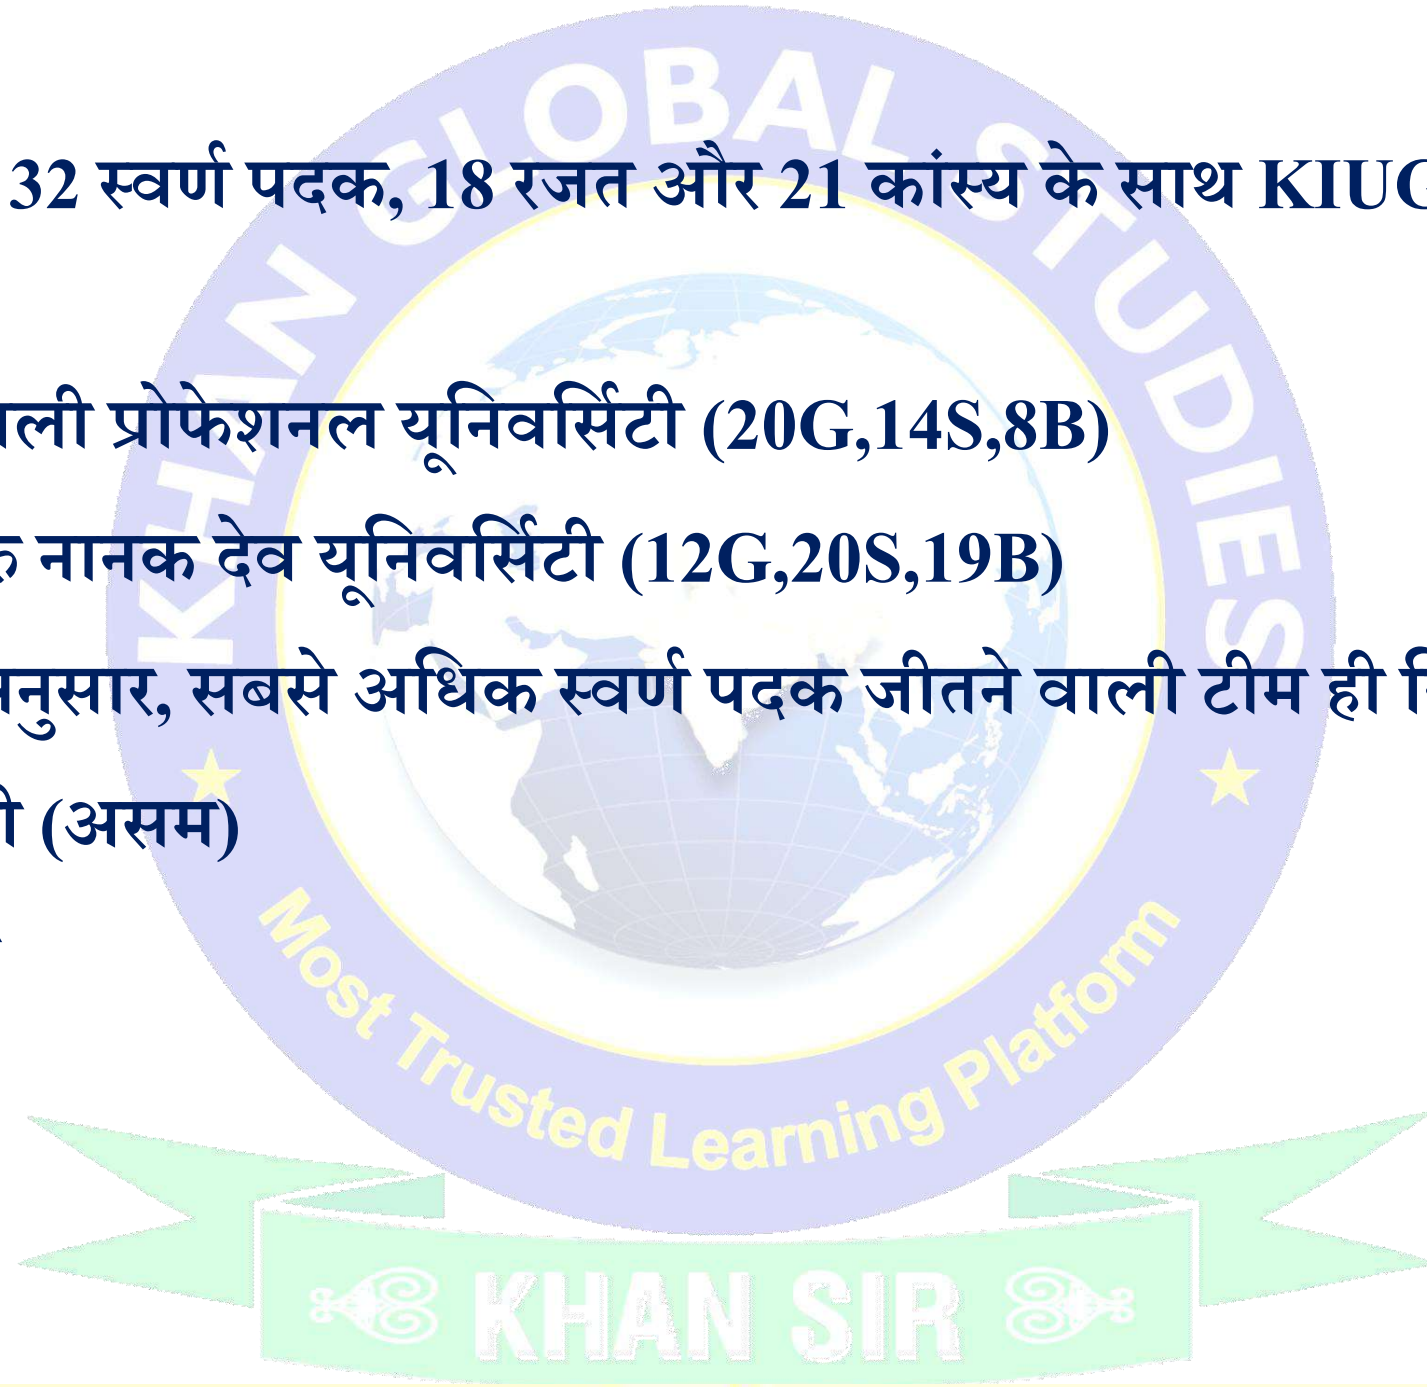 32 स्वर्ण पदक, 18 रजत और 21 कांस्य के साथ KIUG
ली प्रोफेशनल यूनिवर्सिटी (20G,14S,8B)
नानक देव यूनिवर्सिटी (12G,20S,19B)
नुसार, सबसे अधिक स्वर्ण पदक जीतने वाली टीम ही
(असम)
KHAN GLOBAL STUDIES
Most Trusted Learning Platform
KHAN SIR